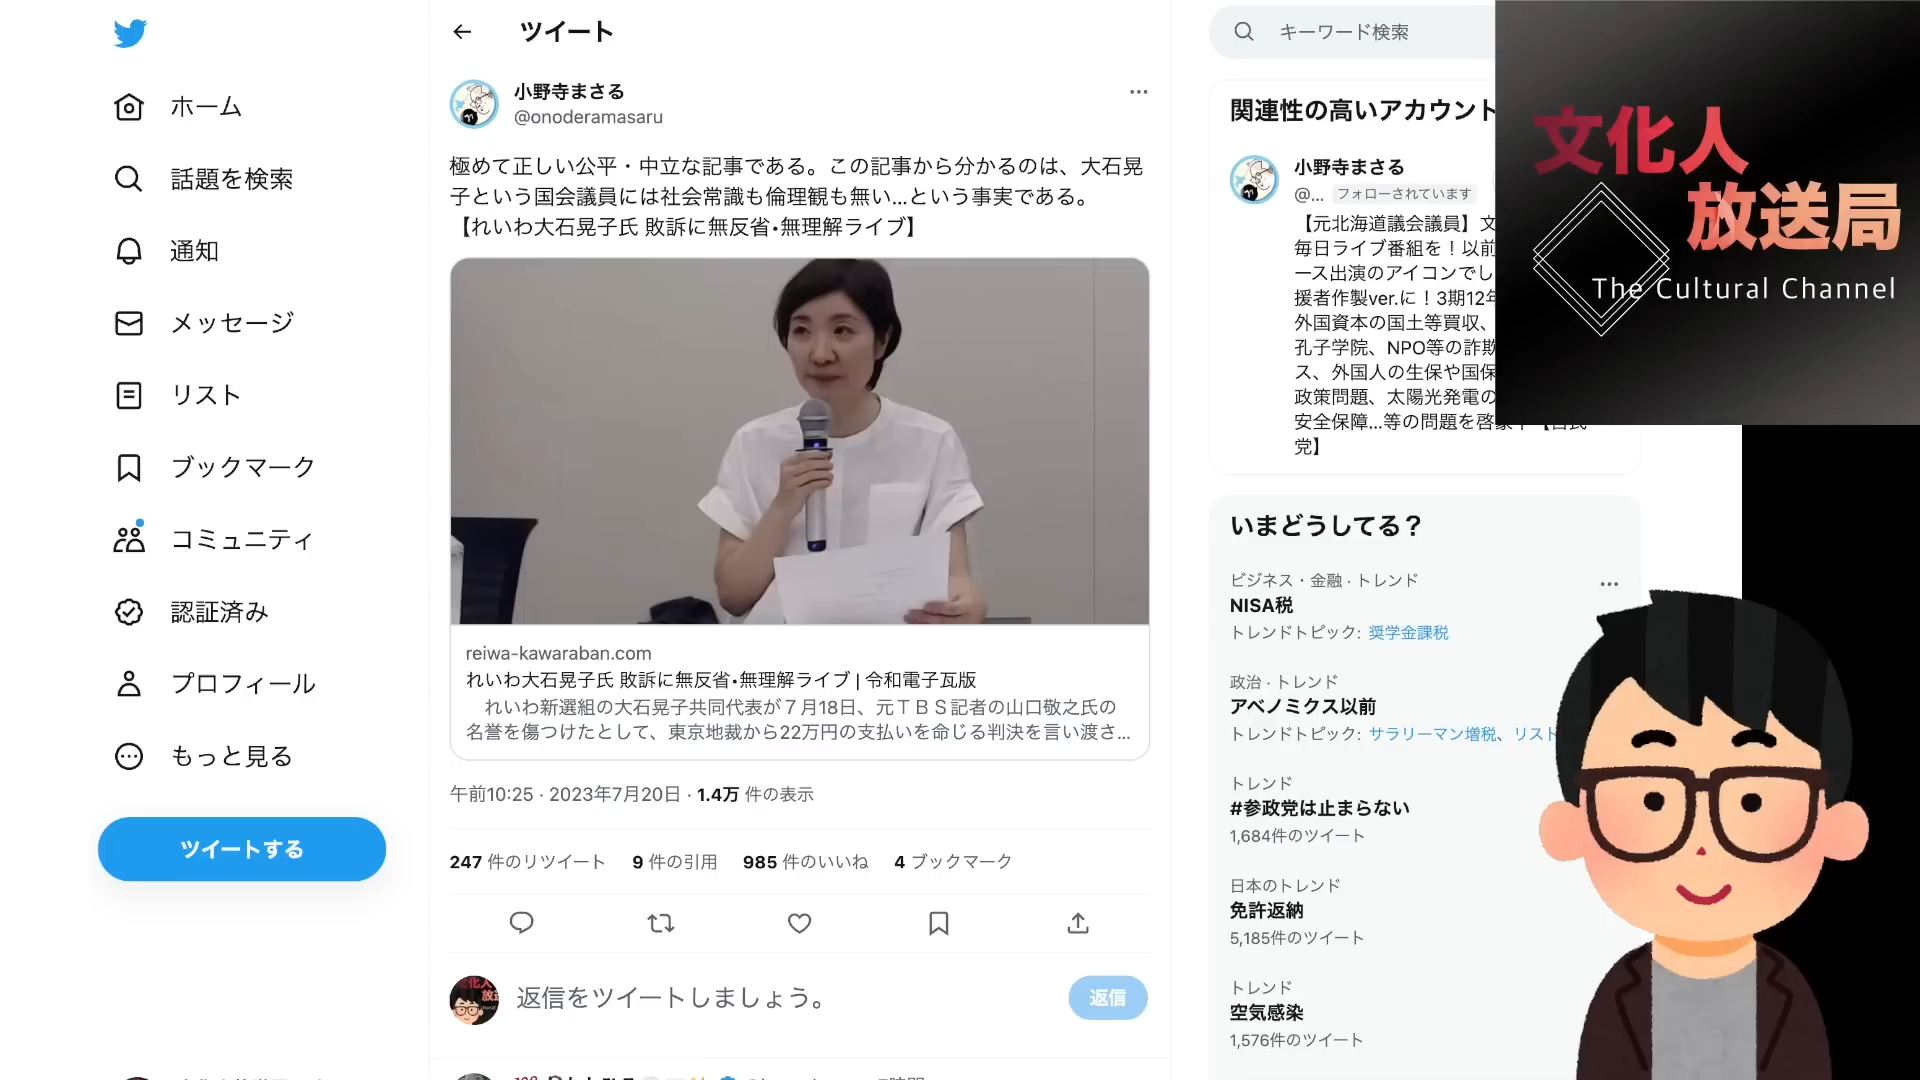 ホーム
話題を検索
通知
メッセージ
リスト
ブックマーク
コミュニティ
認証済み
プロフィール
もっと見る
ツイートする
ツイート
小野寺まさる
@onoderamasaru
極めて正しい公平・中立な記事である。この記事から分かるのは、大石晃
子という国会議員には社会常識も倫理観も無い...という事実である。
【れいわ大石晃子氏 敗訴に無反省•無理解ライブ】
reiwa-kawaraban.com
れいわ大石晃子氏 敗訴に無反省•無理解ライブ | 令和電子瓦版
れいわ新選組の大石晃子共同代表が７月18日、元ＴＢＳ記者の山口敬之氏の
名誉を傷つけたとして、東京地裁から22万円の支払いを命じる判決を言い渡さ...
午前10:25 · 2023年7月20日 · 1.4万 件の表示
247 件のリツイート 9 件の引用 985 件のいいね 4 ブックマーク
返信をツイートしましょう。
返信
キーワード検索
関連性の高いアカウント
小野寺まさる
@... フォローされています
【元北海道議会議員】文
毎日ライブ番組を！以前
ース出演のアイコンでし
援者作製ver.に！3期12年
外国資本の国土等買収、
孔子学院、NPO等の詐欺
ス、外国人の生保や国保
政策問題、太陽光発電の
安全保障...等の問題を啓
党】
いまどうしてる？
ビジネス・金融 · トレンド
NISA税
トレンドトピック: 奨学金課税
政治 · トレンド
アベノミクス以前
トレンドトピック: サラリーマン増税、リスト
トレンド
#参政党は止まらない
1,684件のツイート
日本のトレンド
免許返納
5,185件のツイート
トレンド
空気感染
1,576件のツイート
文化人
放送局
The Cultural Channel